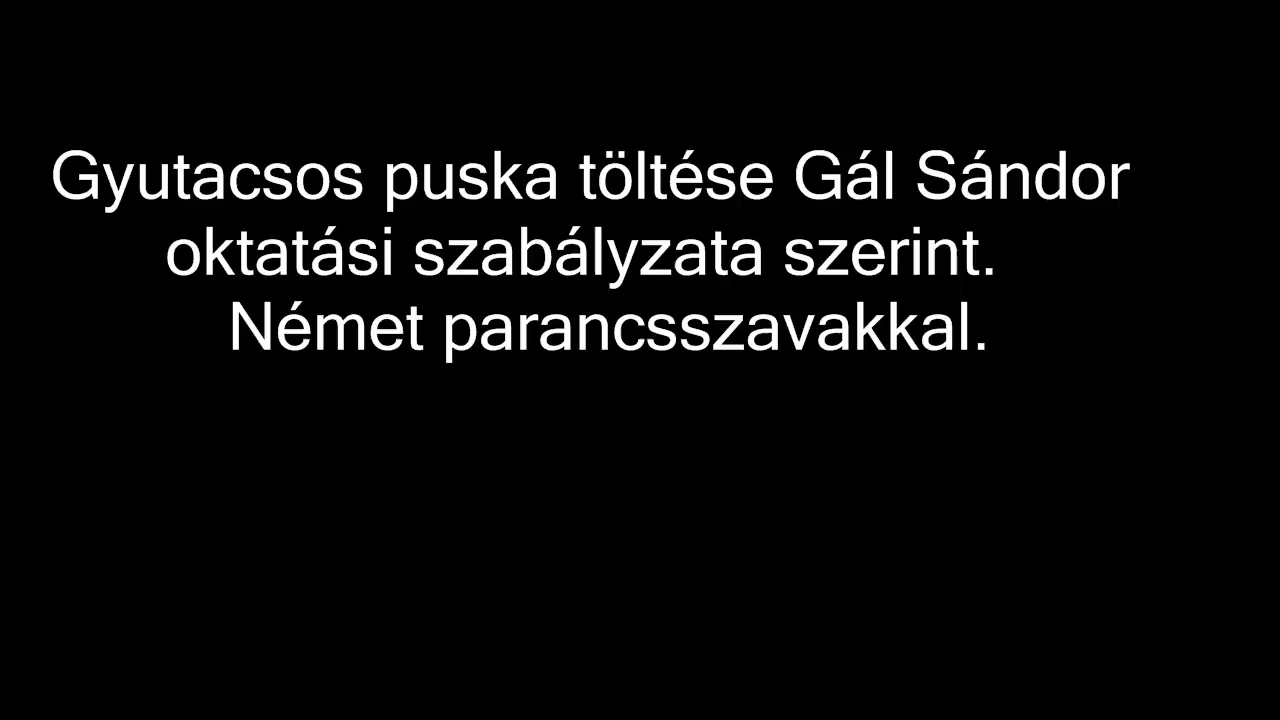 Gyutacsos puska töltése Gál Sándor
oktatási szabályzata szerint.
Német parancsszavakkal.